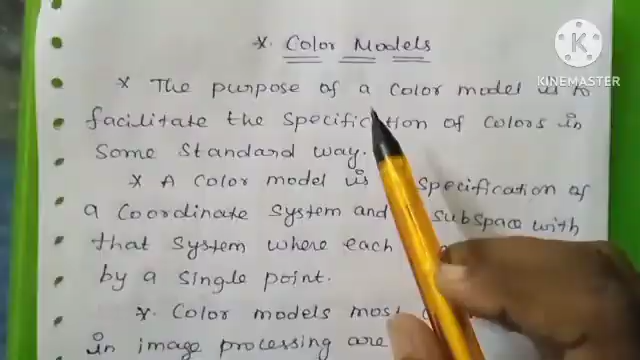 * Color Models
* The purpose of a color model is to
facilitate the specification of colors in
some standard way.
* A color model is specification of
a coordinate system and subspace with
that system where each
by a single point.
* Color models most
in image processing are
K
KINEMASTER